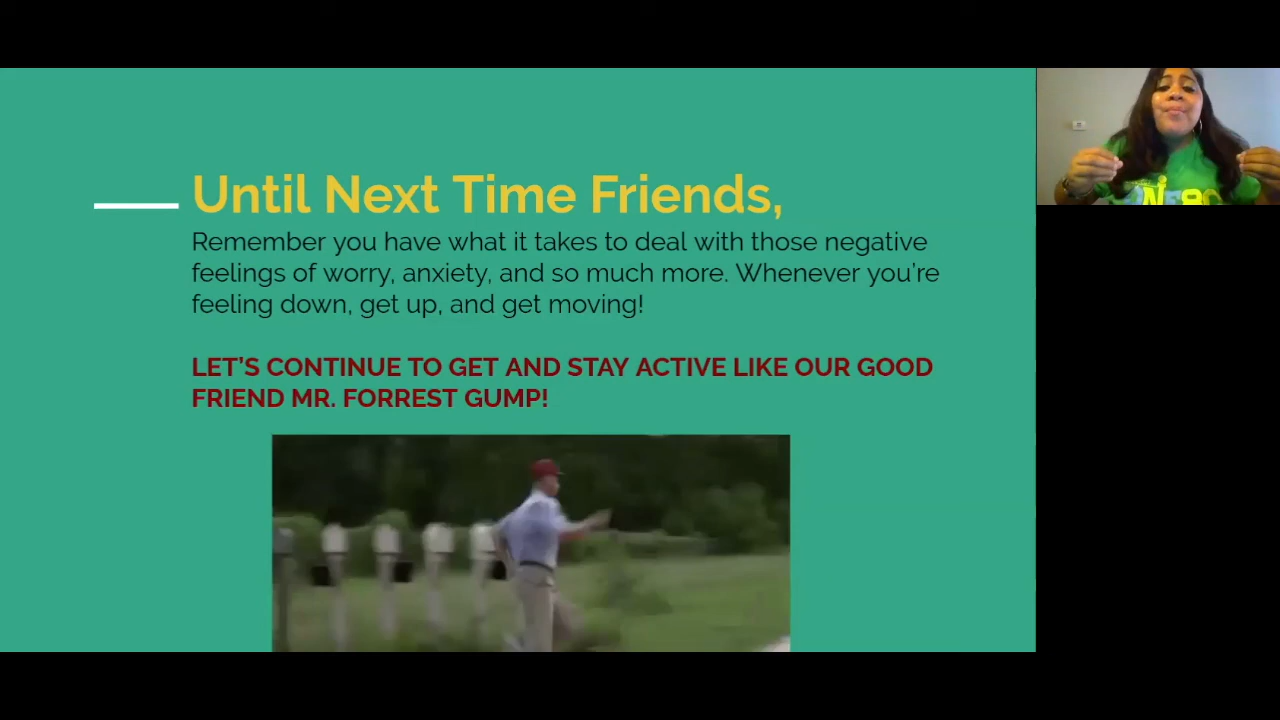 Until Next Time Friends,
Remember you have what it takes to deal with those negative
feelings of worry, anxiety, and so much more. Whenever you're
feeling down, get up, and get moving!
LET'S CONTINUE TO GET AND STAY ACTIVE LIKE OUR GOOD
FRIEND MR. FORREST GUMP!